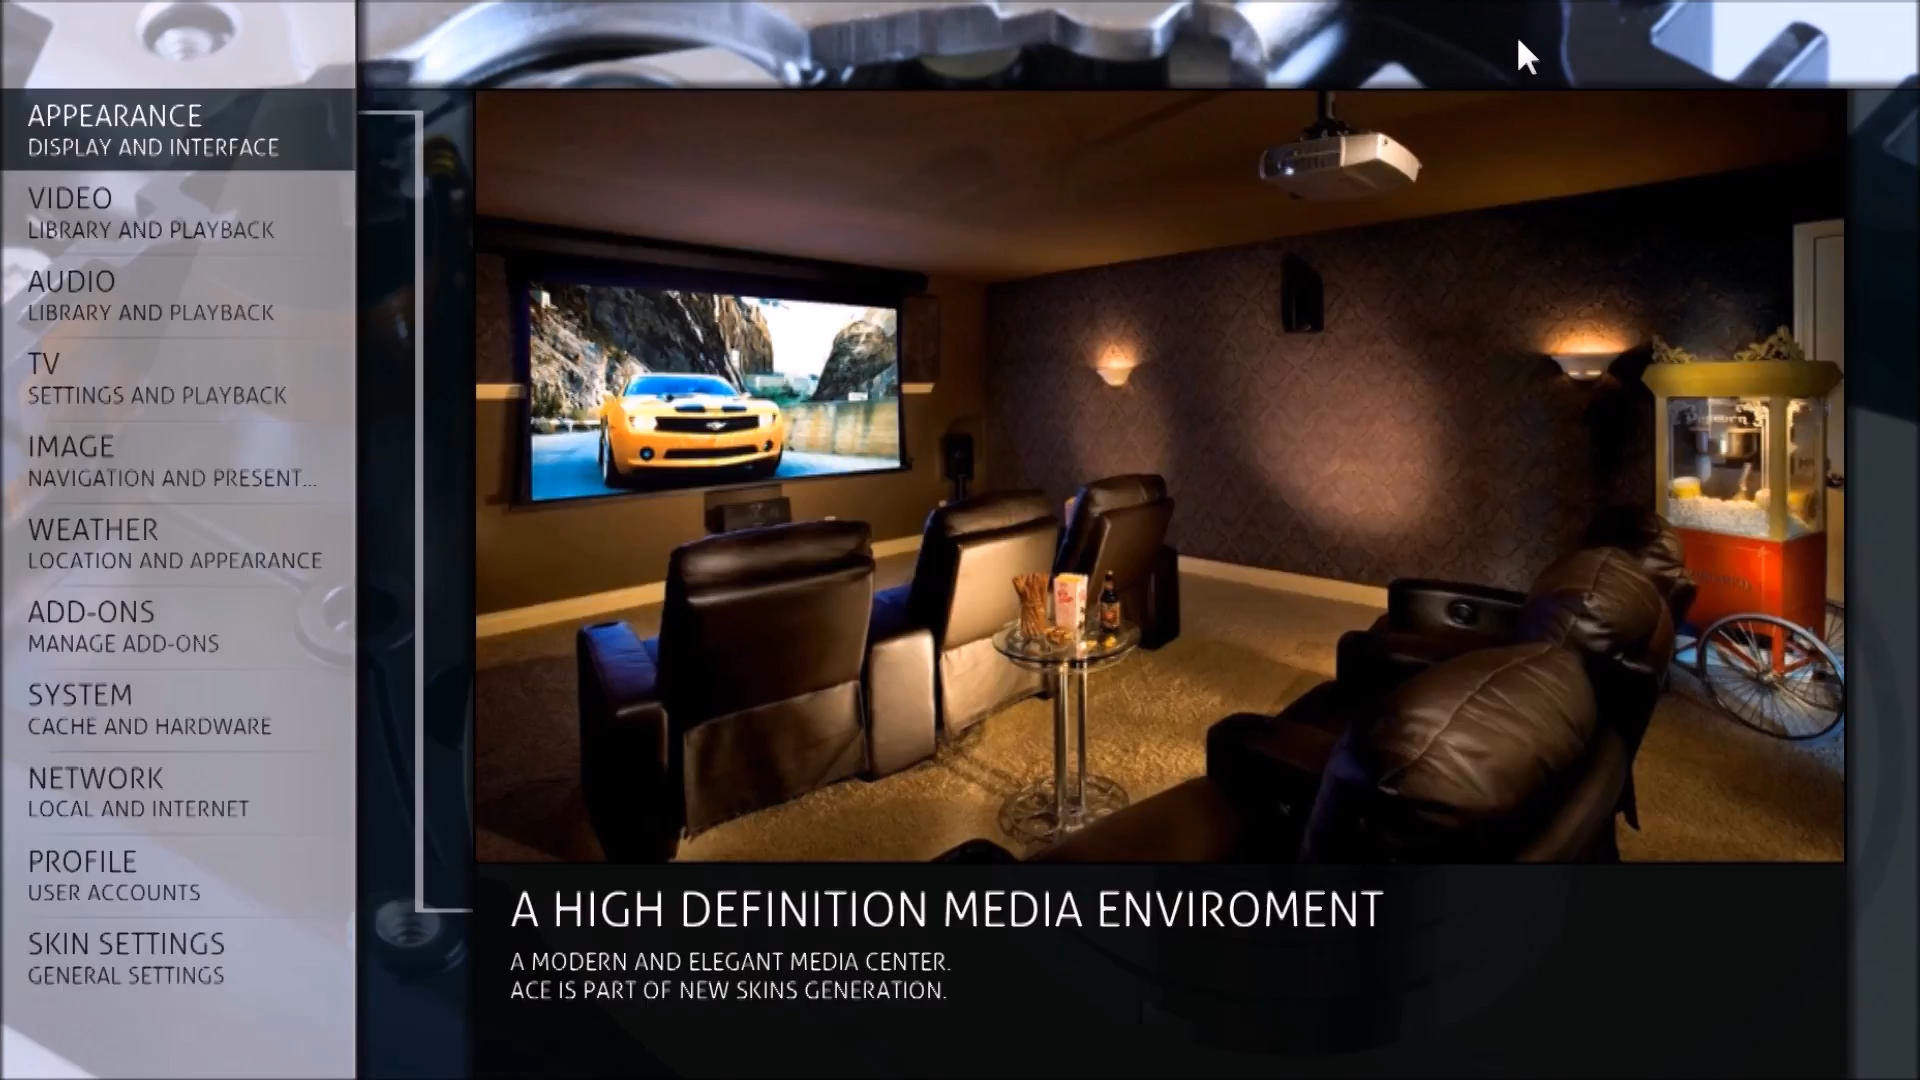 APPEARANCE
DISPLAY AND INTERFACE
VIDEO
LIBRARY AND PLAYBACK
AUDIO
LIBRARY AND PLAYBACK
TV
SETTINGS AND PLAYBACK
IMAGE
NAVIGATION AND PRESENT...
WEATHER
LOCATION AND APPEARANCE
ADD-ONS
MANAGE ADD-ONS
SYSTEM
CACHE AND HARDWARE
NETWORK
LOCAL AND INTERNET
PROFILE
USER ACCOUNTS
SKIN SETTINGS
GENERAL SETTINGS
A HIGH DEFINITION MEDIA ENVIROMENT
A MODERN AND ELEGANT MEDIA CENTER.
ACE IS PART OF NEW SKINS GENERATION.